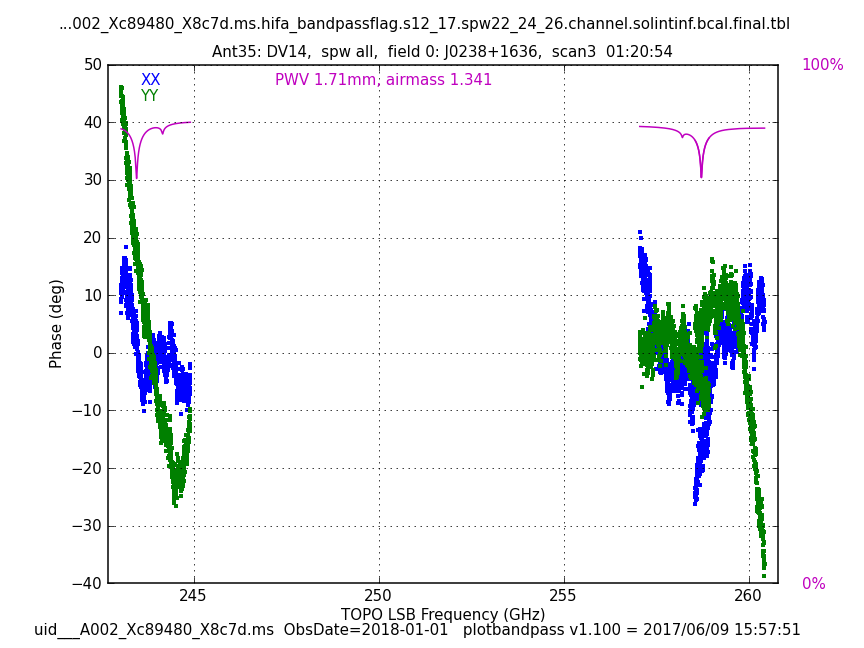 ...002_Xc89480_X8c7d.ms.hifa_bandpassflag.s12_17.spw22_24_26.channel.solintinf.bcal.final.tbl
Ant35: DV14,  spw all,  field 0: J0238+1636,  scan3  01:20:54
50
40
30
20
10
0
−10
−20
−30
−40
Phase (deg)
XX
YY
PWV 1.71mm, airmass 1.341
100%
0%
245
250
255
260
TOPO LSB Frequency (GHz)
uid___A002_Xc89480_X8c7d.ms  ObsDate=2018-01-01   plotbandpass v1.100 = 2017/06/09 15:57:51